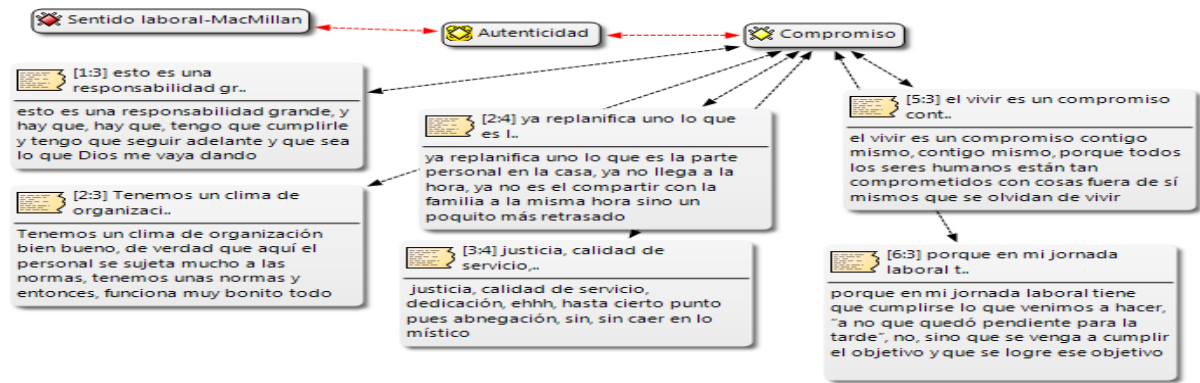 Sentido laboral-MacMillan
Autenticidad
Compromiso
[1:3] esto es una
responsabilidad gr..
esto es una responsabilidad grande, y
hay que, hay que, tengo que cumplirle
y tengo que seguir adelante y que sea
lo que Dios me vaya dando
[2:4] ya replanifica uno lo que
es l..
ya replanifica uno lo que es la parte
personal en la casa, ya no llega a la
hora, ya no es el compartir con la
familia a la misma hora sino un
poquito más retrasado
[5:3] el vivir es un compromiso
cont..
el vivir es un compromiso contigo
mismo, contigo mismo, porque todos
los seres humanos están tan
comprometidos con cosas fuera de sí
mismos que se olvidan de vivir
[2:3] Tenemos un clima de
organizaci..
Tenemos un clima de organización
bien bueno, de verdad que aquí el
personal se sujeta mucho a las
normas, tenemos unas normas y
entonces, funciona muy bonito todo
[3:4] justicia, calidad de
servicio,..
justicia, calidad de servicio,
dedicación, ehhh, hasta cierto punto
pues abnegación, sin, sin caer en lo
místico
[6:3] porque en mi jornada
laboral t..
porque en mi jornada laboral tiene
que cumplirse lo que venimos a hacer,
“a no que quedó pendiente para la
tarde”, no, sino que se venga a cumplir
el objetivo y que se logre ese objetivo